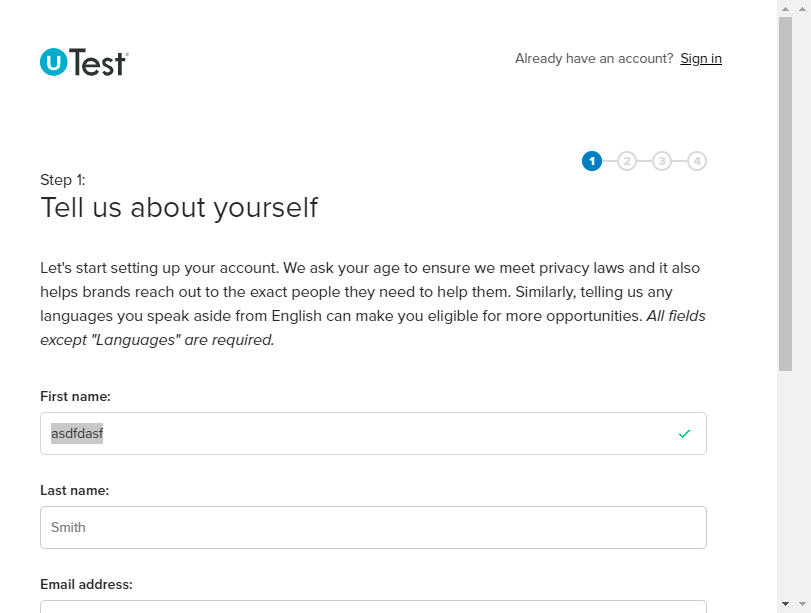 uTest
Already have an account? Sign in
1 2 3 4
Step 1:
Tell us about yourself
Let's start setting up your account. We ask your age to ensure we meet privacy laws and it also
helps brands reach out to the exact people they need to help them. Similarly, telling us any
languages you speak aside from English can make you eligible for more opportunities. All fields
except "Languages" are required.
First name:
asdfdasf
Last name:
Smith
Email address: